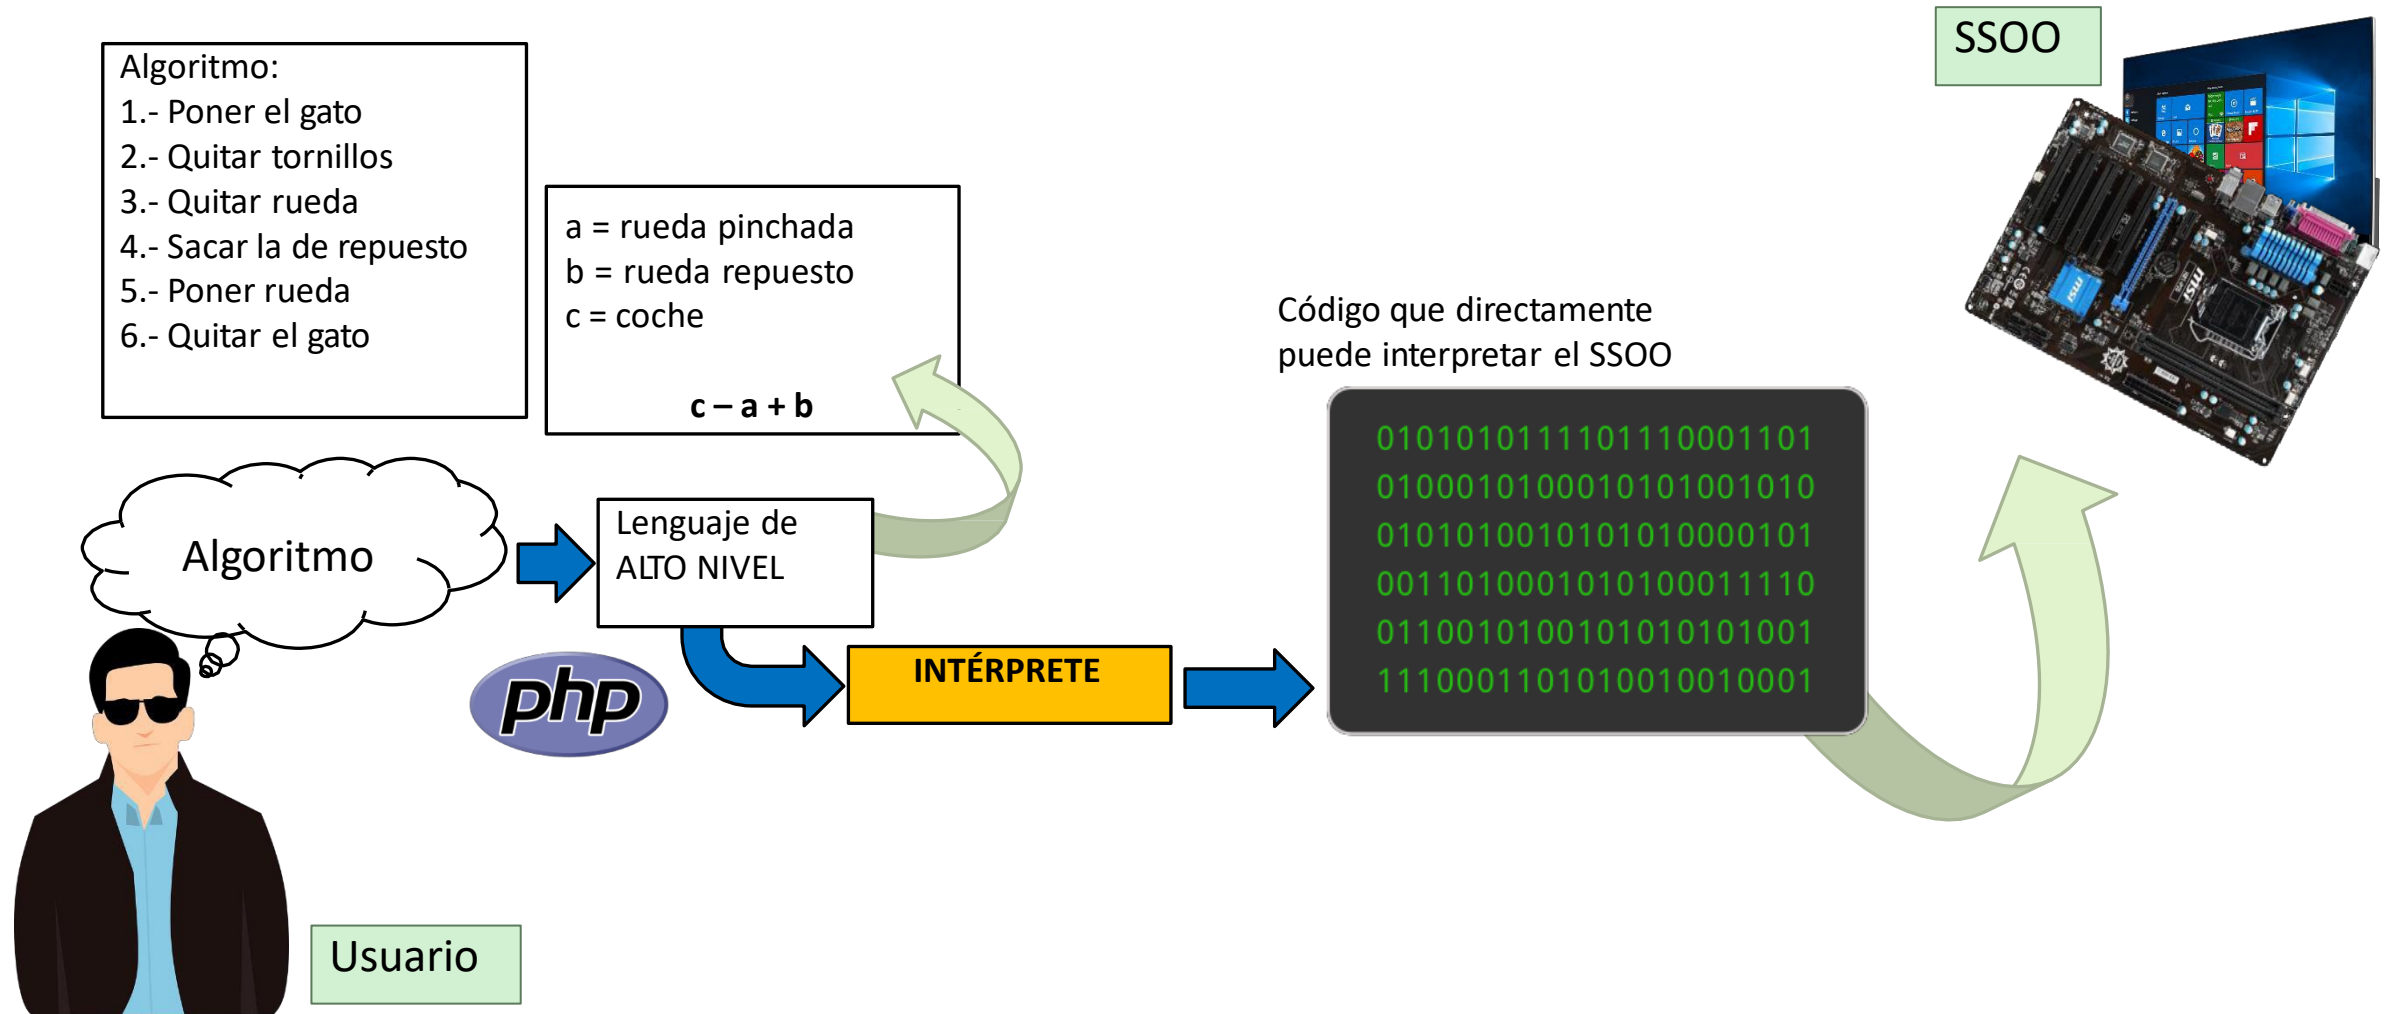 Algoritmo:
1.- Poner el gato
2.- Quitar tornillos
3.- Quitar rueda
4.- Sacar la de repuesto
5.- Poner rueda
6.- Quitar el gato
a = rueda pinchada
b = rueda repuesto
c = coche
c – a + b
SSOO
msi
msi
Código que directamente
puede interpretar el SSOO
0101010111101110001101
0100010100010101001010
0101010010101010000101
0011010001010100011110
0110010100101010101001
1110001101010010010001
Algoritmo
Lenguaje de
ALTO NIVEL
php
INTÉRPRETE
Usuario